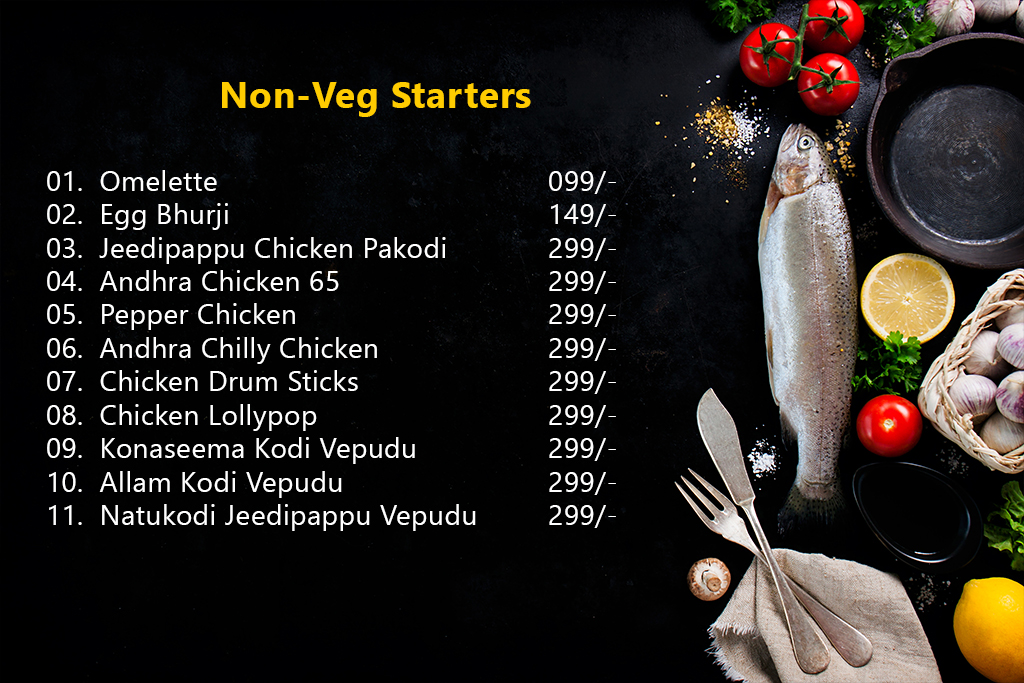 Non-Veg Starters
01. Omelette 099/-
02. Egg Bhurji 149/-
03. Jeedipappu Chicken Pakodi 299/-
04. Andhra Chicken 65 299/-
05. Pepper Chicken 299/-
06. Andhra Chilly Chicken 299/-
07. Chicken Drum Sticks 299/-
08. Chicken Lollypop 299/-
09. Konaseema Kodi Vepudu 299/-
10. Allam Kodi Vepudu 299/-
11. Natukodi Jeedipappu Vepudu 299/-